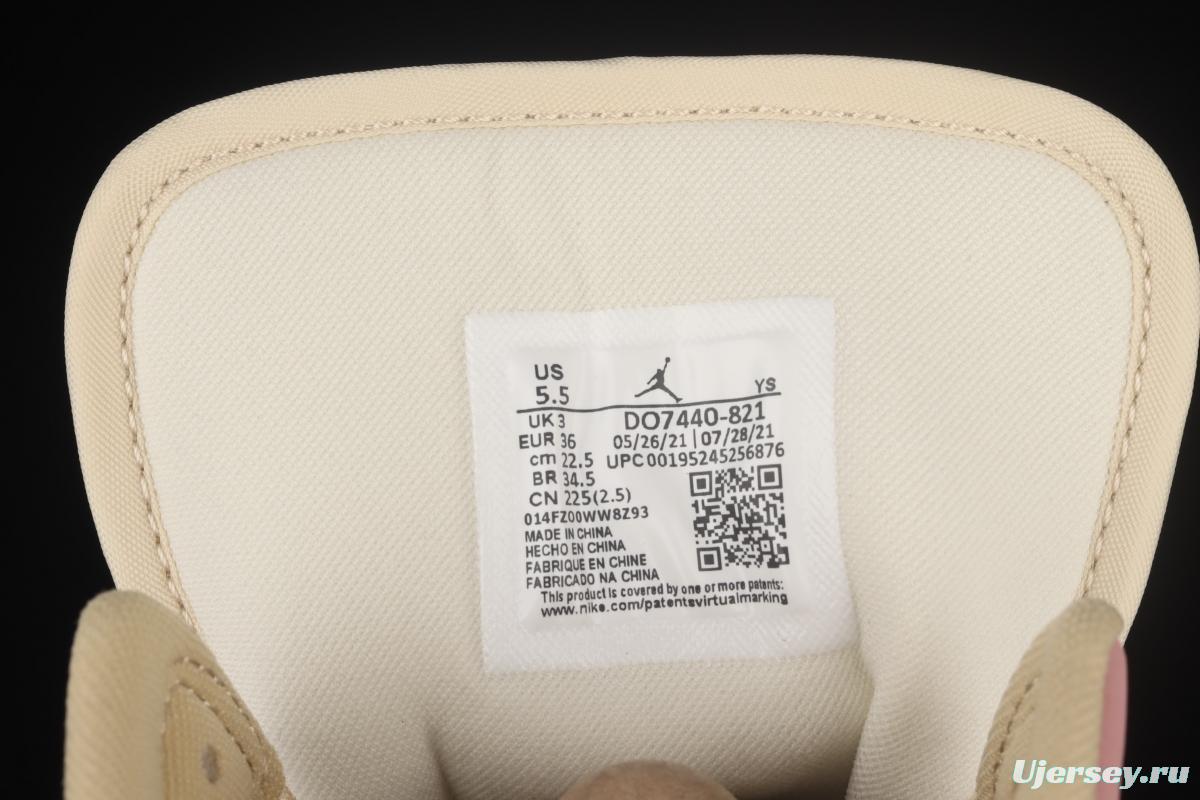 US
5.5
YS
UK 3
DO7440-821
EUR 36
05/26/21 | 07/28/21
cm 22.5
UPC 00195245256876
BR 34.5
CN 225(2.5)
014FZ00WW8Z93
MADE IN CHINA
HECHO EN CHINA
FABRIQUE EN CHINE
FABRICADO NA CHINA
This product is covered by one or more patents:
www.nike.com/patentsvirtualmarking
Ujersey.ru